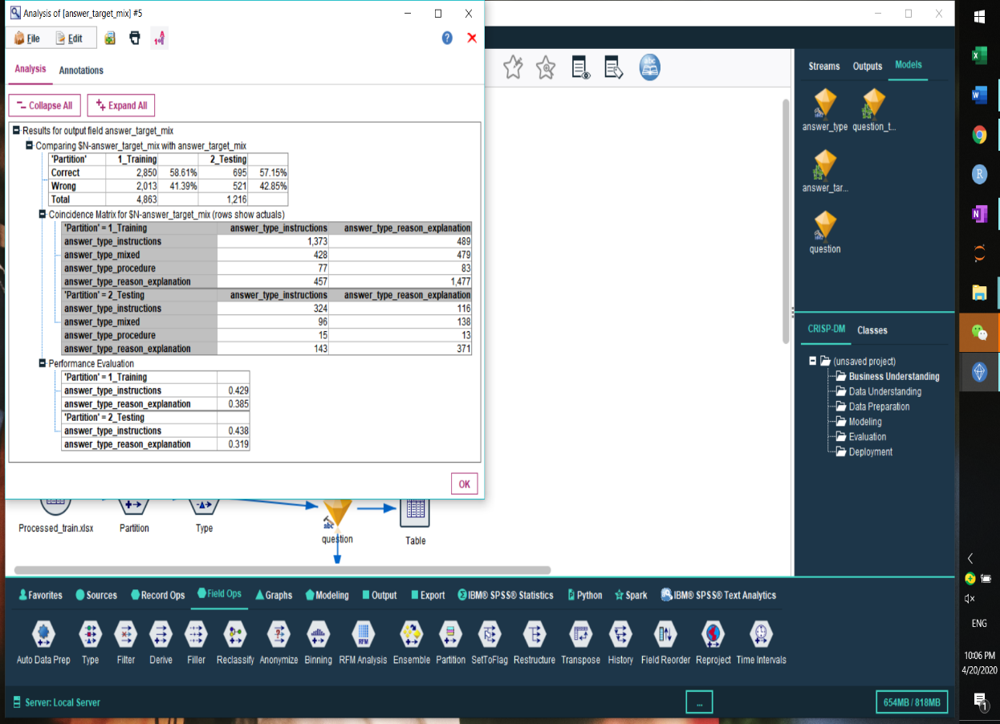 Analysis of [answer_target_mix] #5
File Edit
Analysis Annotations
Collapse All Expand All
Results for output field answer_target_mix
Comparing $N-answer_target_mix with answer_target_mix
'Partition' 1_Training 2_Testing
Correct 2,850 58.61% 695 57.15%
Wrong 2,013 41.39% 521 42.85%
Total 4,863 1,216
Coincidence Matrix for $N-answer_target_mix (rows show actuals)
'Partition' = 1_Training answer_type_instructions answer_type_reason_explanation
answer_type_instructions 1,373 489
answer_type_mixed 428 479
answer_type_procedure 77 83
answer_type_reason_explanation 457 1,477
'Partition' = 2_Testing answer_type_instructions answer_type_reason_explanation
answer_type_instructions 324 116
answer_type_mixed 96 138
answer_type_procedure 15 13
answer_type_reason_explanation 143 371
Performance Evaluation
'Partition' = 1_Training
answer_type_instructions 0.429
answer_type_reason_explanation 0.385
'Partition' = 2_Testing
answer_type_instructions 0.438
answer_type_reason_explanation 0.319
OK
abc
Streams Outputs Models
answer_type question_t...
answer_tar...
question
CRISP-DM Classes
(unsaved project)
Business Understanding
Data Understanding
Data Preparation
Modeling
Evaluation
Deployment
abc
Processed_train.xlsx Partition Type question Table
Favorites Sources Record Ops Field Ops Graphs Modeling Output Export IBM® SPSS® Statistics Python Spark IBM® SPSS® Text Analytics
RFM
Auto Data Prep Type Filter Derive Filler Reclassify Anonymize Binning RFM Analysis Ensemble Partition SetToFlag Restructure Transpose History Field Reorder Reproject Time Intervals
Server: Local Server ... 654MB / 818MB
ENG
10:06 PM
4/20/2020
1